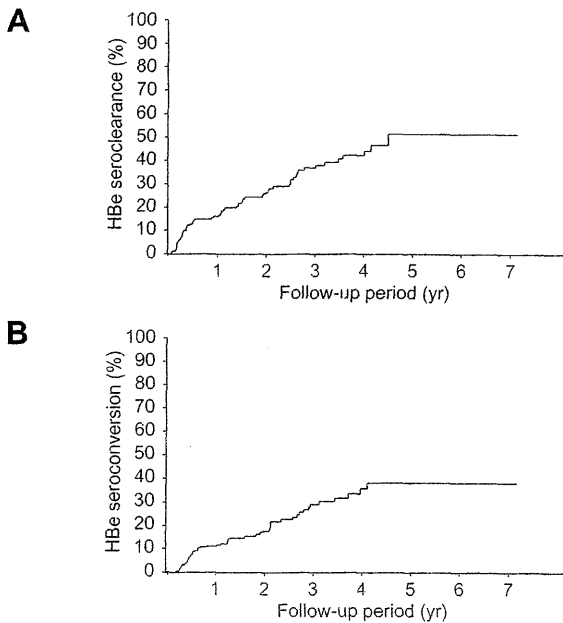 A
HBe seroclearance (%)
100
90
80
70
60
50
40
30
20
10
0
1 2 3 4 5 6 7
Follow-up period (yr)
B
HBe seroconversion (%)
100
90
80
70
60
50
40
30
20
10
0
1 2 3 4 5 6 7
Follow-up period (yr)